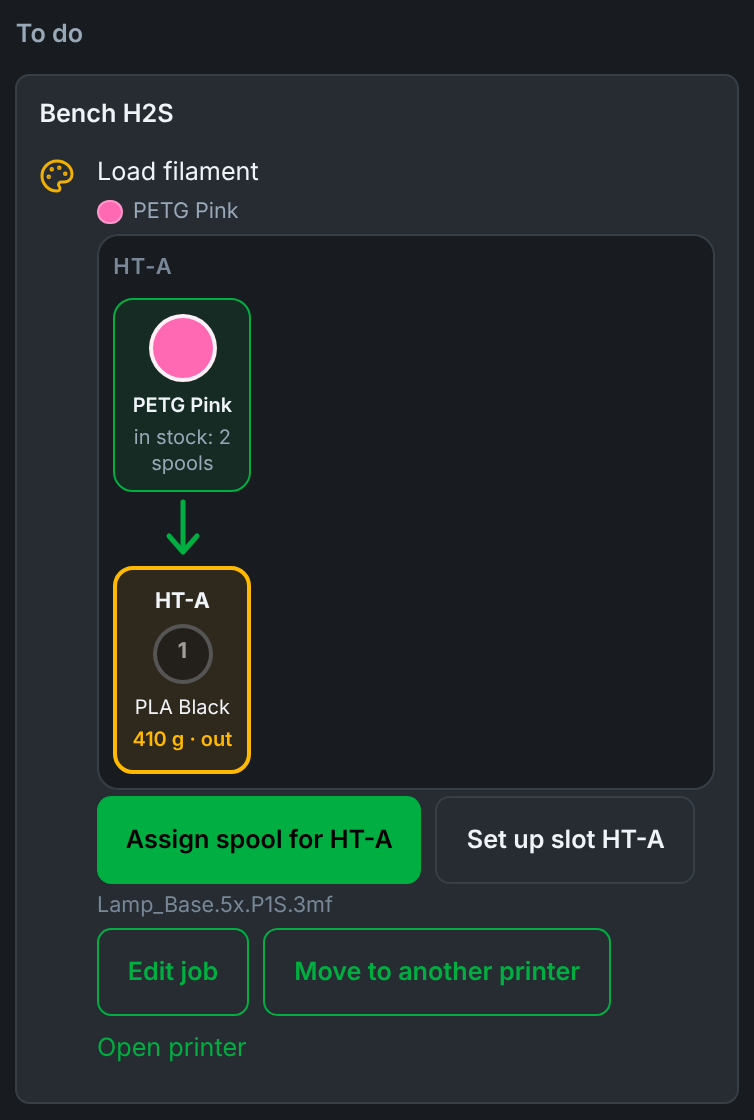 To do
Bench H2S
Load filament
PETG Pink
HT-A
PETG Pink
in stock: 2
spools
HT-A
1
PLA Black
410 g · out
Assign spool for HT-A
Set up slot HT-A
Lamp_Base.5x.P1S.3mf
Edit job
Move to another printer
Open printer